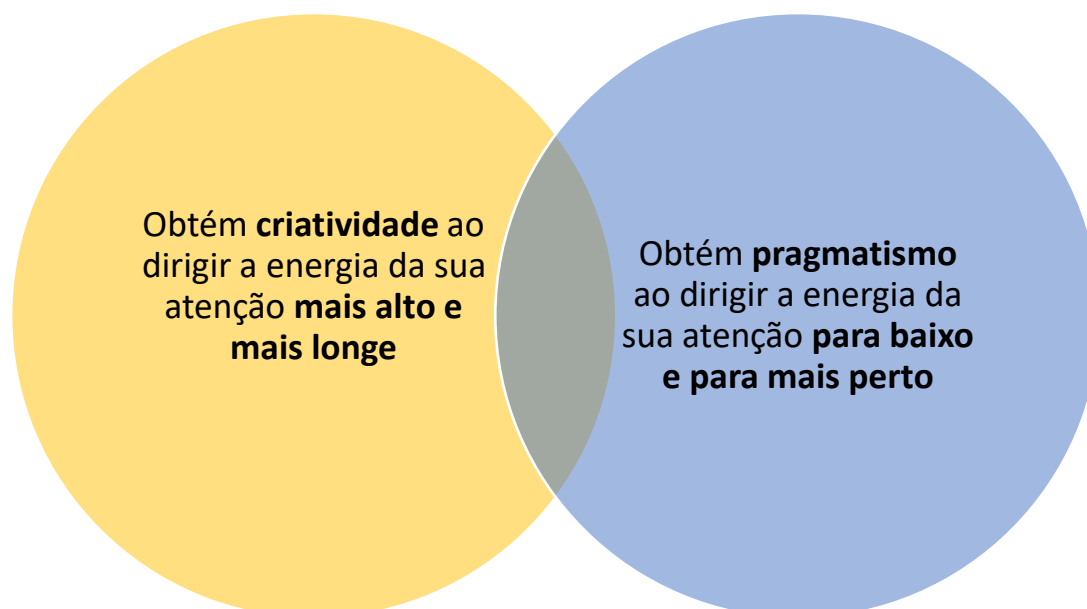 Obtém criatividade ao
dirigir a energia da sua
atenção mais alto e
mais longe
Obtém pragmatismo
ao dirigir a energia da
sua atenção para baixo
e para mais perto